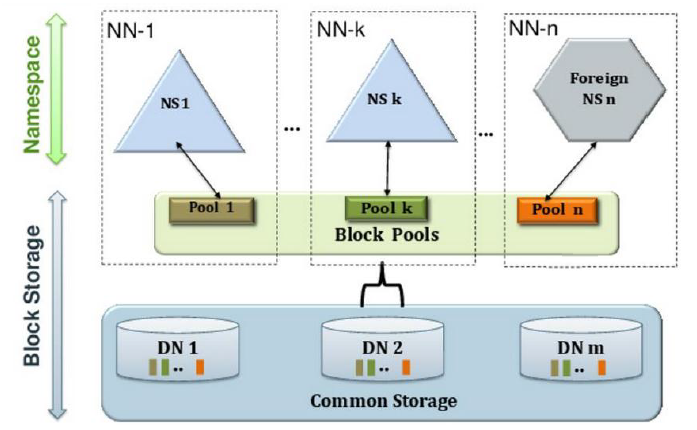 NN-1
NN-k
NN-n
Namespace
NS1
NS k
Foreign
NS n
...
...
Pool 1
Pool k
Pool n
Block Pools
Block Storage
DN 1
DN 2
DN m
..
..
..
Common Storage